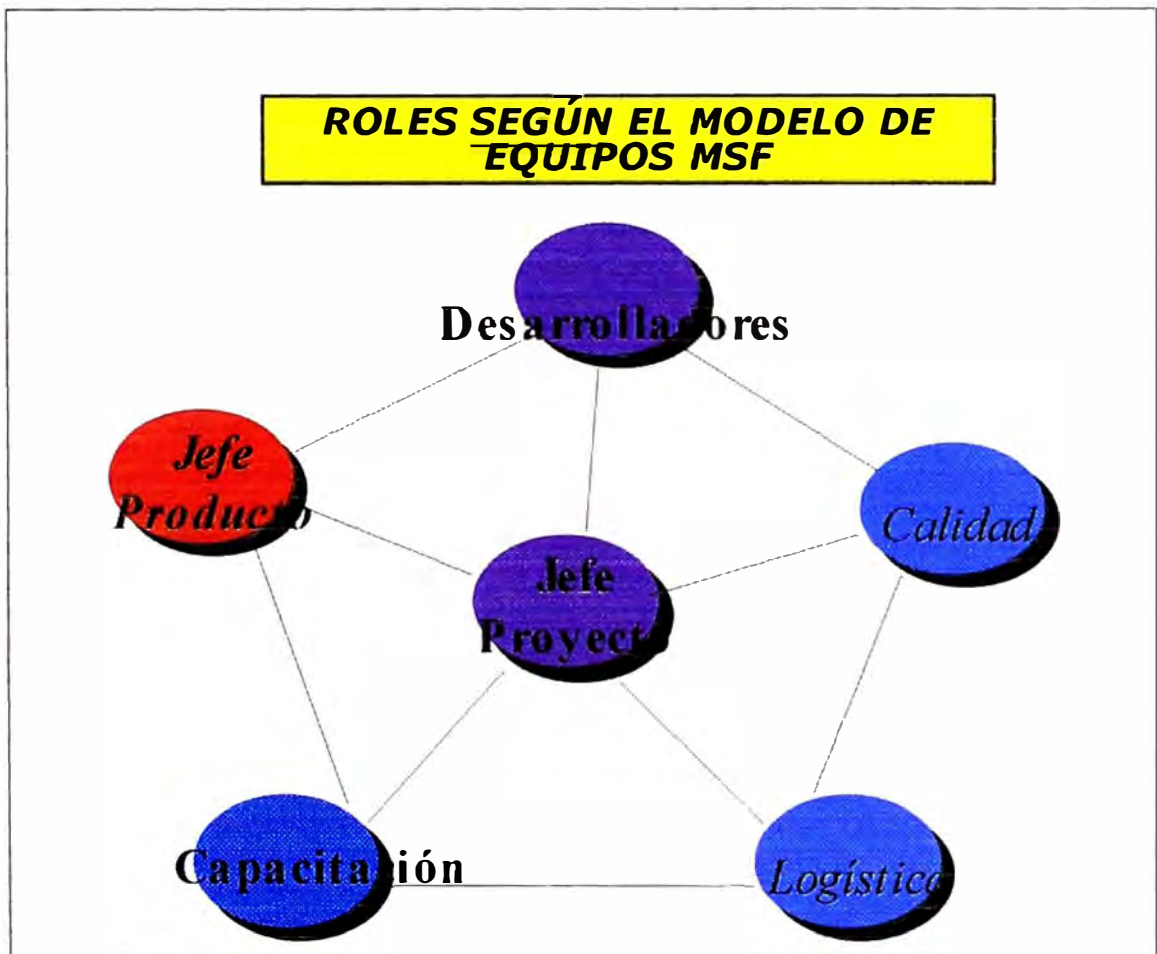 ROLES SEGÚN EL MODELO DE
EQUIPOS MSF
Desarrolladores
Jefe
Producto
Calidad
Jefe
Proyecto
Capacitación
Logística